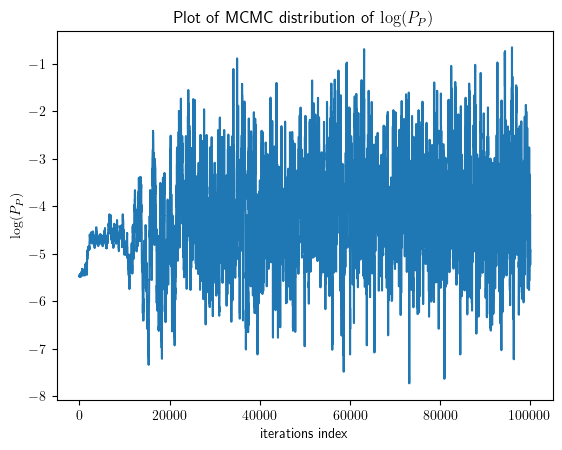 Plot of MCMC distribution of log(P_P)
log(P_P)
−1
−2
−3
−4
−5
−6
−7
−8
0 20000 40000 60000 80000 100000
iterations index